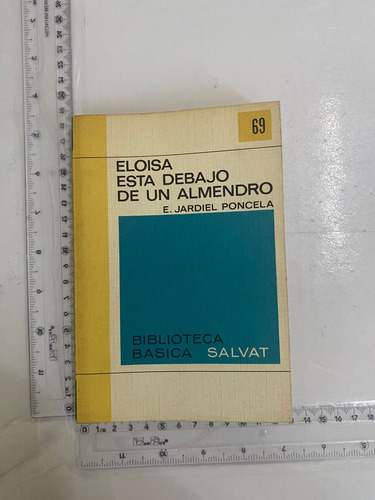 69
ELOISA
ESTA DEBAJO
DE UN ALMENDRO
E. JARDIEL PONCELA
BIBLIOTECA
BASICA SALVAT